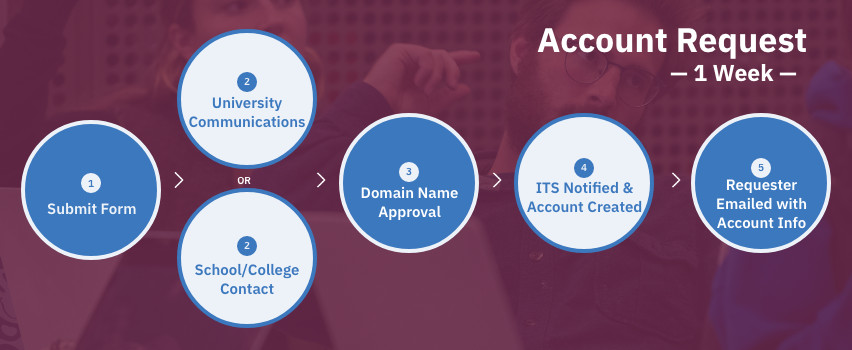 Account Request
— 1 Week —
1
Submit Form
2
University
Communications
OR
2
School/College
Contact
3
Domain Name
Approval
4
ITS Notified &
Account Created
5
Requester
Emailed with
Account Info